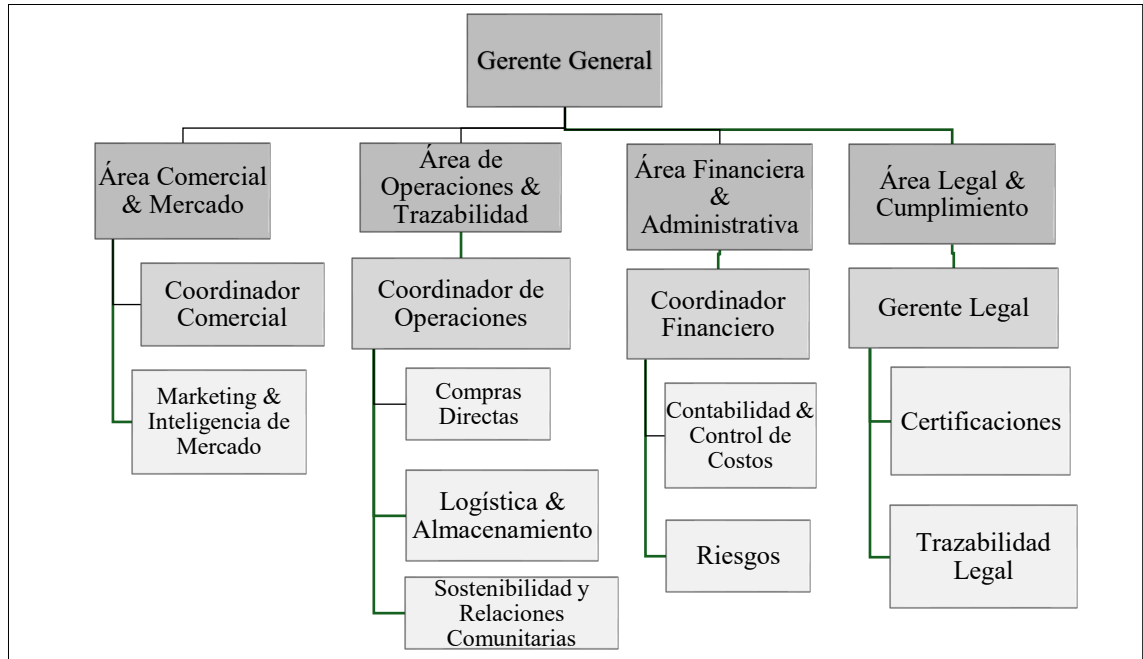 Gerente General
Área Comercial
& Mercado
Área de
Operaciones &
Trazabilidad
Área Financiera
&
Administrativa
Área Legal &
Cumplimiento
Coordinador
Comercial
Marketing &
Inteligencia de
Mercado
Coordinador de
Operaciones
Compras
Directas
Logística &
Almacenamiento
Sostenibilidad y
Relaciones
Comunitarias
Coordinador
Financiero
Contabilidad &
Control de
Costos
Riesgos
Gerente Legal
Certificaciones
Trazabilidad
Legal